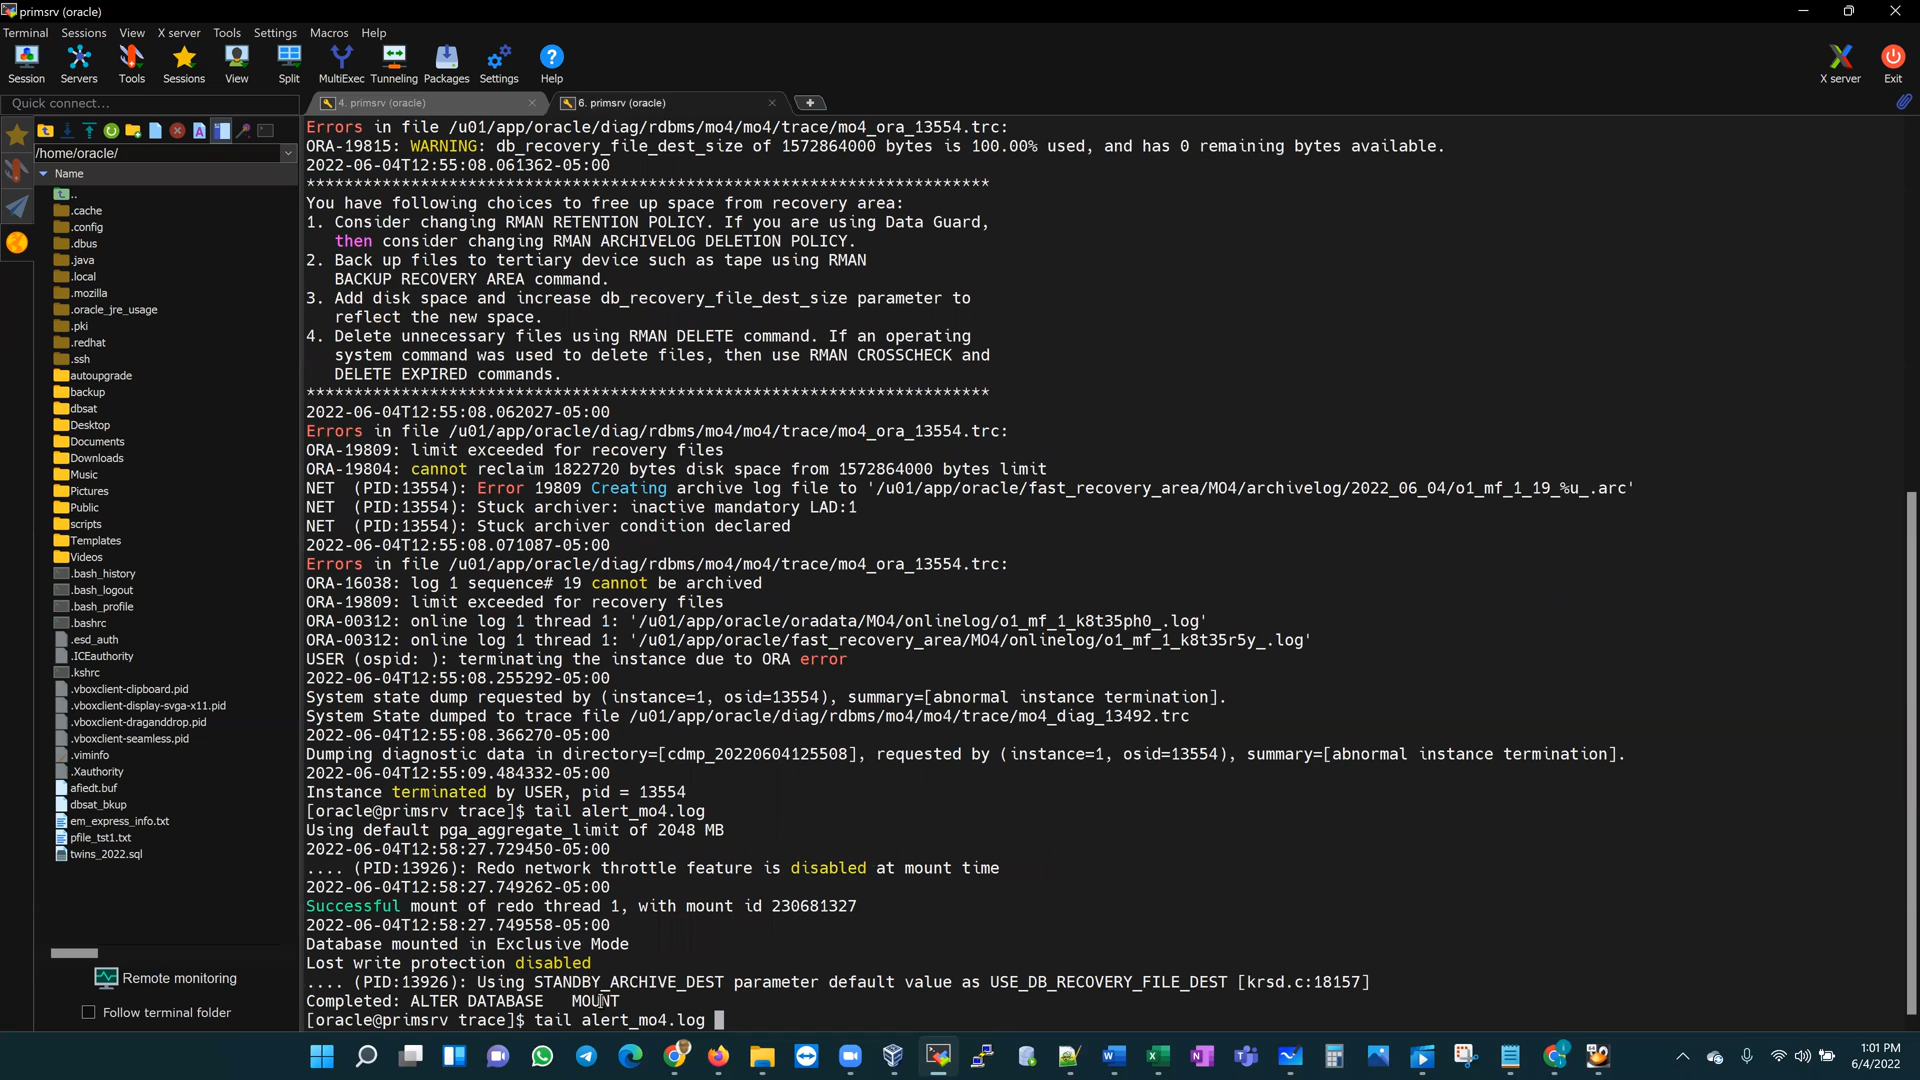 primsrv (oracle)
Terminal Sessions View X server Tools Settings Macros Help
Session Servers Tools Sessions View Split MultiExec Tunneling Packages Settings Help X server Exit
Quick connect...
4. primsrv (oracle)
6. primsrv (oracle)
/home/oracle/
Name
..
.cache
.config
.dbus
.java
.local
.mozilla
.oracle_jre_usage
.pki
.redhat
.ssh
autoupgrade
backup
dbsat
Desktop
Documents
Downloads
Music
Pictures
Public
scripts
Templates
Videos
.bash_history
.bash_logout
.bash_profile
.bashrc
.esd_auth
.ICEauthority
.kshrc
.vboxclient-clipboard.pid
.vboxclient-display-svga-x11.pid
.vboxclient-draganddrop.pid
.vboxclient-seamless.pid
.viminfo
.Xauthority
afiedt.buf
dbsat_bkup
em_express_info.txt
pfile_tst1.txt
twins_2022.sql
Remote monitoring
Follow terminal folder
Errors in file /u01/app/oracle/diag/rdbms/mo4/mo4/trace/mo4_ora_13554.trc:
ORA-19815: WARNING: db_recovery_file_dest_size of 1572864000 bytes is 100.00% used, and has 0 remaining bytes available.
2022-06-04T12:55:08.061362-05:00
************************************************************************
You have following choices to free up space from recovery area:
1. Consider changing RMAN RETENTION POLICY. If you are using Data Guard,
then consider changing RMAN ARCHIVELOG DELETION POLICY.
2. Back up files to tertiary device such as tape using RMAN
BACKUP RECOVERY AREA command.
3. Add disk space and increase db_recovery_file_dest_size parameter to
reflect the new space.
4. Delete unnecessary files using RMAN DELETE command. If an operating
system command was used to delete files, then use RMAN CROSSCHECK and
DELETE EXPIRED commands.
************************************************************************
2022-06-04T12:55:08.062027-05:00
Errors in file /u01/app/oracle/diag/rdbms/mo4/mo4/trace/mo4_ora_13554.trc:
ORA-19809: limit exceeded for recovery files
ORA-19804: cannot reclaim 1822720 bytes disk space from 1572864000 bytes limit
NET  (PID:13554): Error 19809 Creating archive log file to '/u01/app/oracle/fast_recovery_area/MO4/archivelog/2022_06_04/o1_mf_1_19_%u_.arc'
NET  (PID:13554): Stuck archiver: inactive mandatory LAD:1
NET  (PID:13554): Stuck archiver condition declared
2022-06-04T12:55:08.071087-05:00
Errors in file /u01/app/oracle/diag/rdbms/mo4/mo4/trace/mo4_ora_13554.trc:
ORA-16038: log 1 sequence# 19 cannot be archived
ORA-19809: limit exceeded for recovery files
ORA-00312: online log 1 thread 1: '/u01/app/oracle/oradata/MO4/onlinelog/o1_mf_1_k8t35ph0_.log'
ORA-00312: online log 1 thread 1: '/u01/app/oracle/fast_recovery_area/MO4/onlinelog/o1_mf_1_k8t35r5y_.log'
USER (ospid: ): terminating the instance due to ORA error
2022-06-04T12:55:08.255292-05:00
System state dump requested by (instance=1, osid=13554), summary=[abnormal instance termination].
System State dumped to trace file /u01/app/oracle/diag/rdbms/mo4/mo4/trace/mo4_diag_13492.trc
2022-06-04T12:55:08.366270-05:00
Dumping diagnostic data in directory=[cdmp_20220604125508], requested by (instance=1, osid=13554), summary=[abnormal instance termination].
2022-06-04T12:55:09.484332-05:00
Instance terminated by USER, pid = 13554
[oracle@primsrv trace]$ tail alert_mo4.log
Using default pga_aggregate_limit of 2048 MB
2022-06-04T12:58:27.729450-05:00
.... (PID:13926): Redo network throttle feature is disabled at mount time
2022-06-04T12:58:27.749262-05:00
Successful mount of redo thread 1, with mount id 230681327
2022-06-04T12:58:27.749558-05:00
Database mounted in Exclusive Mode
Lost write protection disabled
.... (PID:13926): Using STANDBY_ARCHIVE_DEST parameter default value as USE_DB_RECOVERY_FILE_DEST [krsd.c:18157]
Completed: ALTER DATABASE   MOUNT
[oracle@primsrv trace]$ tail alert_mo4.log
1:01 PM
6/4/2022